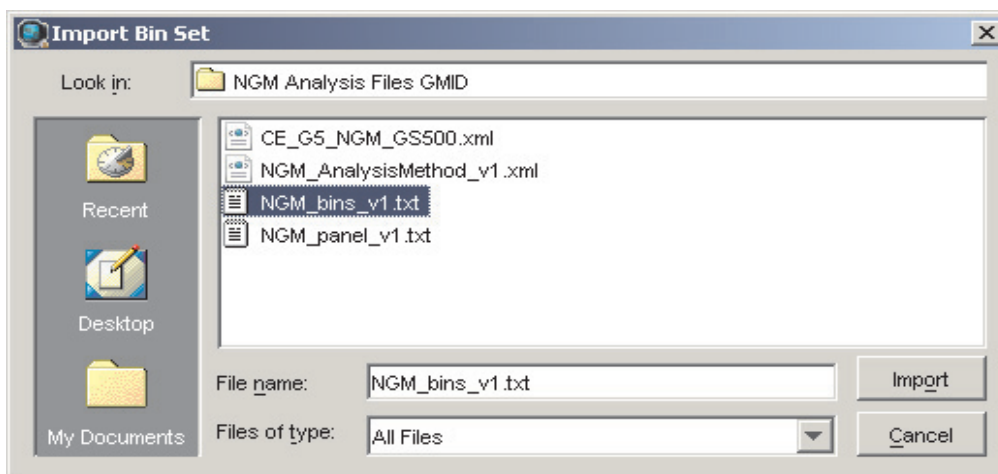 Import Bin Set
Look in:
NGM Analysis Files GMID
CE_G5_NGM_GS500.xml
NGM_AnalysisMethod_v1.xml
NGM_bins_v1.txt
NGM_panel_v1.txt
Recent
Desktop
My Documents
File name:
NGM_bins_v1.txt
Import
Files of type:
All Files
Cancel